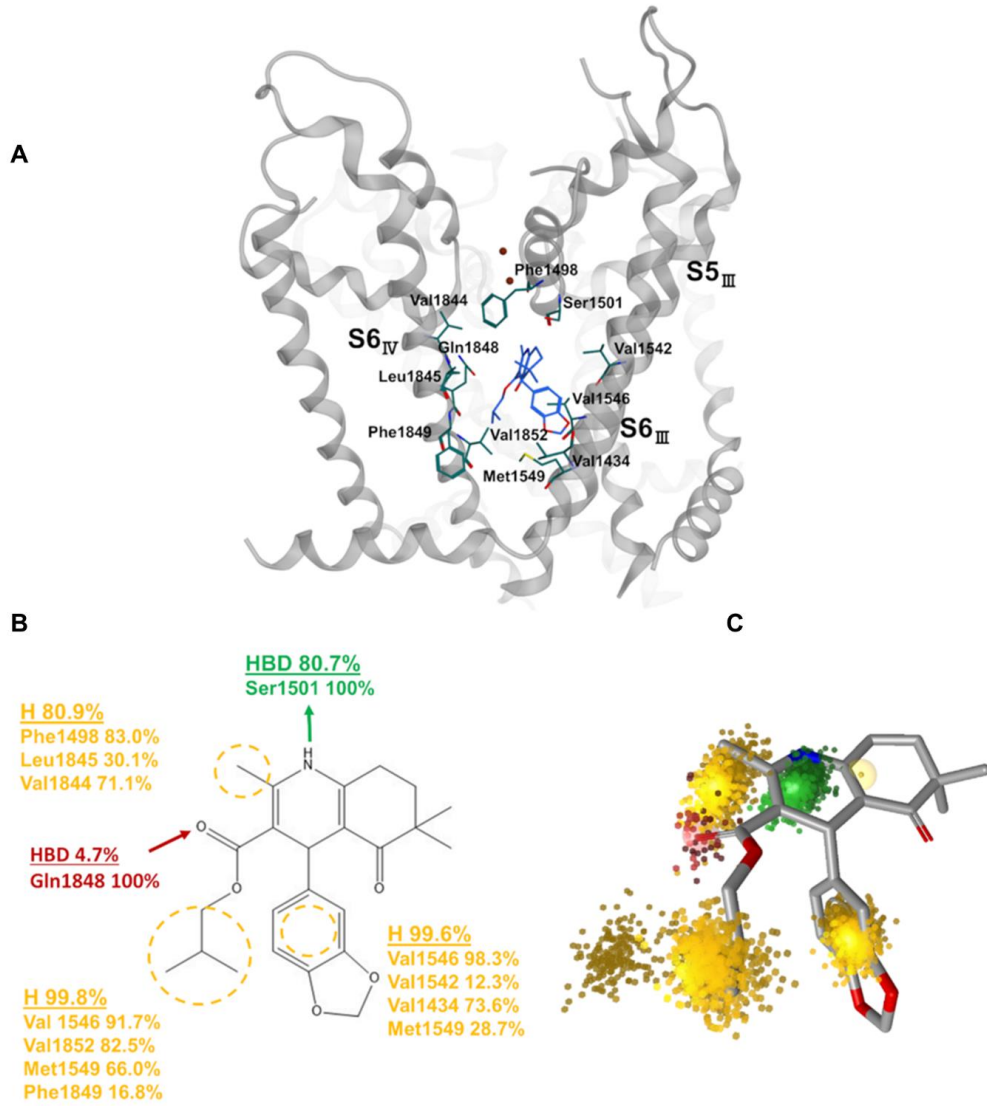 A
Phe1498
S5III
Val1844
Ser1501
S6IV
Gln1848
Val1542
Leu1845
Val1546
Phe1849
Val1852
S6III
Val1434
Met1549
B
C
HBD 80.7%
Ser1501 100%
H 80.9%
Phe1498 83.0%
Leu1845 30.1%
Val1844 71.1%
H
N
O
HBD 4.7%
Gln1848 100%
O
O
H 99.6%
Val1546 98.3%
Val1542 12.3%
Val1434 73.6%
Met1549 28.7%
O
O
H 99.8%
Val 1546 91.7%
Val1852 82.5%
Met1549 66.0%
Phe1849 16.8%